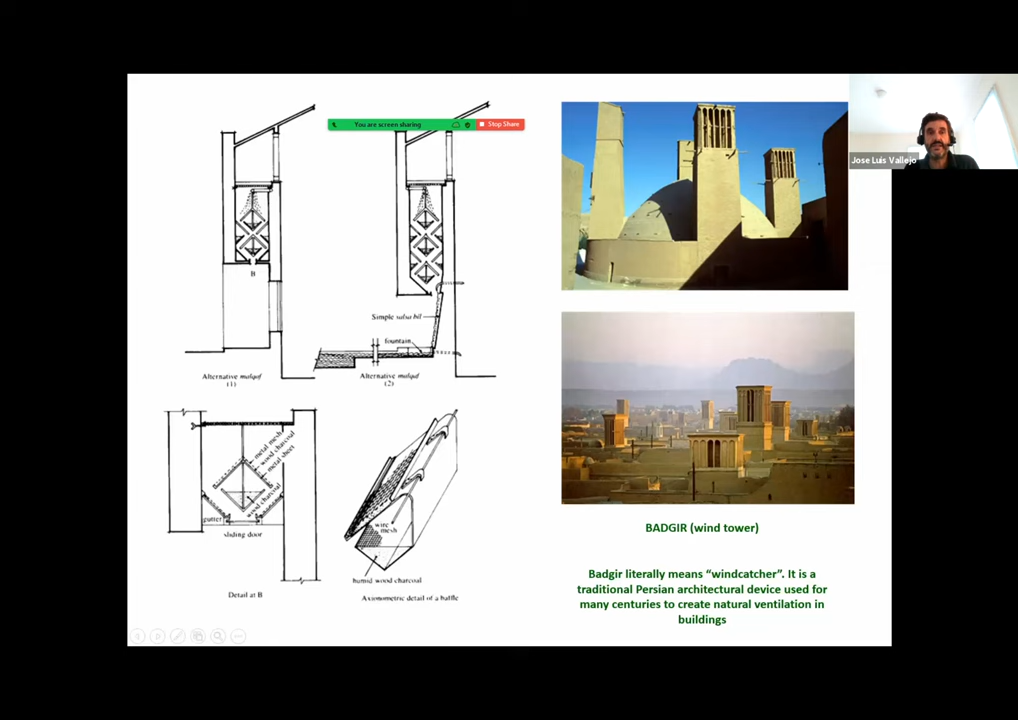 You are screen sharing
Stop Share
Jose Luis Vallejo
B
Simple salsabil
fountain
Alternative malqaf
(1)
Alternative malqaf
(2)
metal mesh
wood charcoal
metal sheet
wood charcoal
gutter
sliding door
Detail at B
wire
mesh
humid wood charcoal
Axonometric detail of a baffle
BADGIR (wind tower)
Badgir literally means “windcatcher”. It is a
traditional Persian architectural device used for
many centuries to create natural ventilation in
buildings